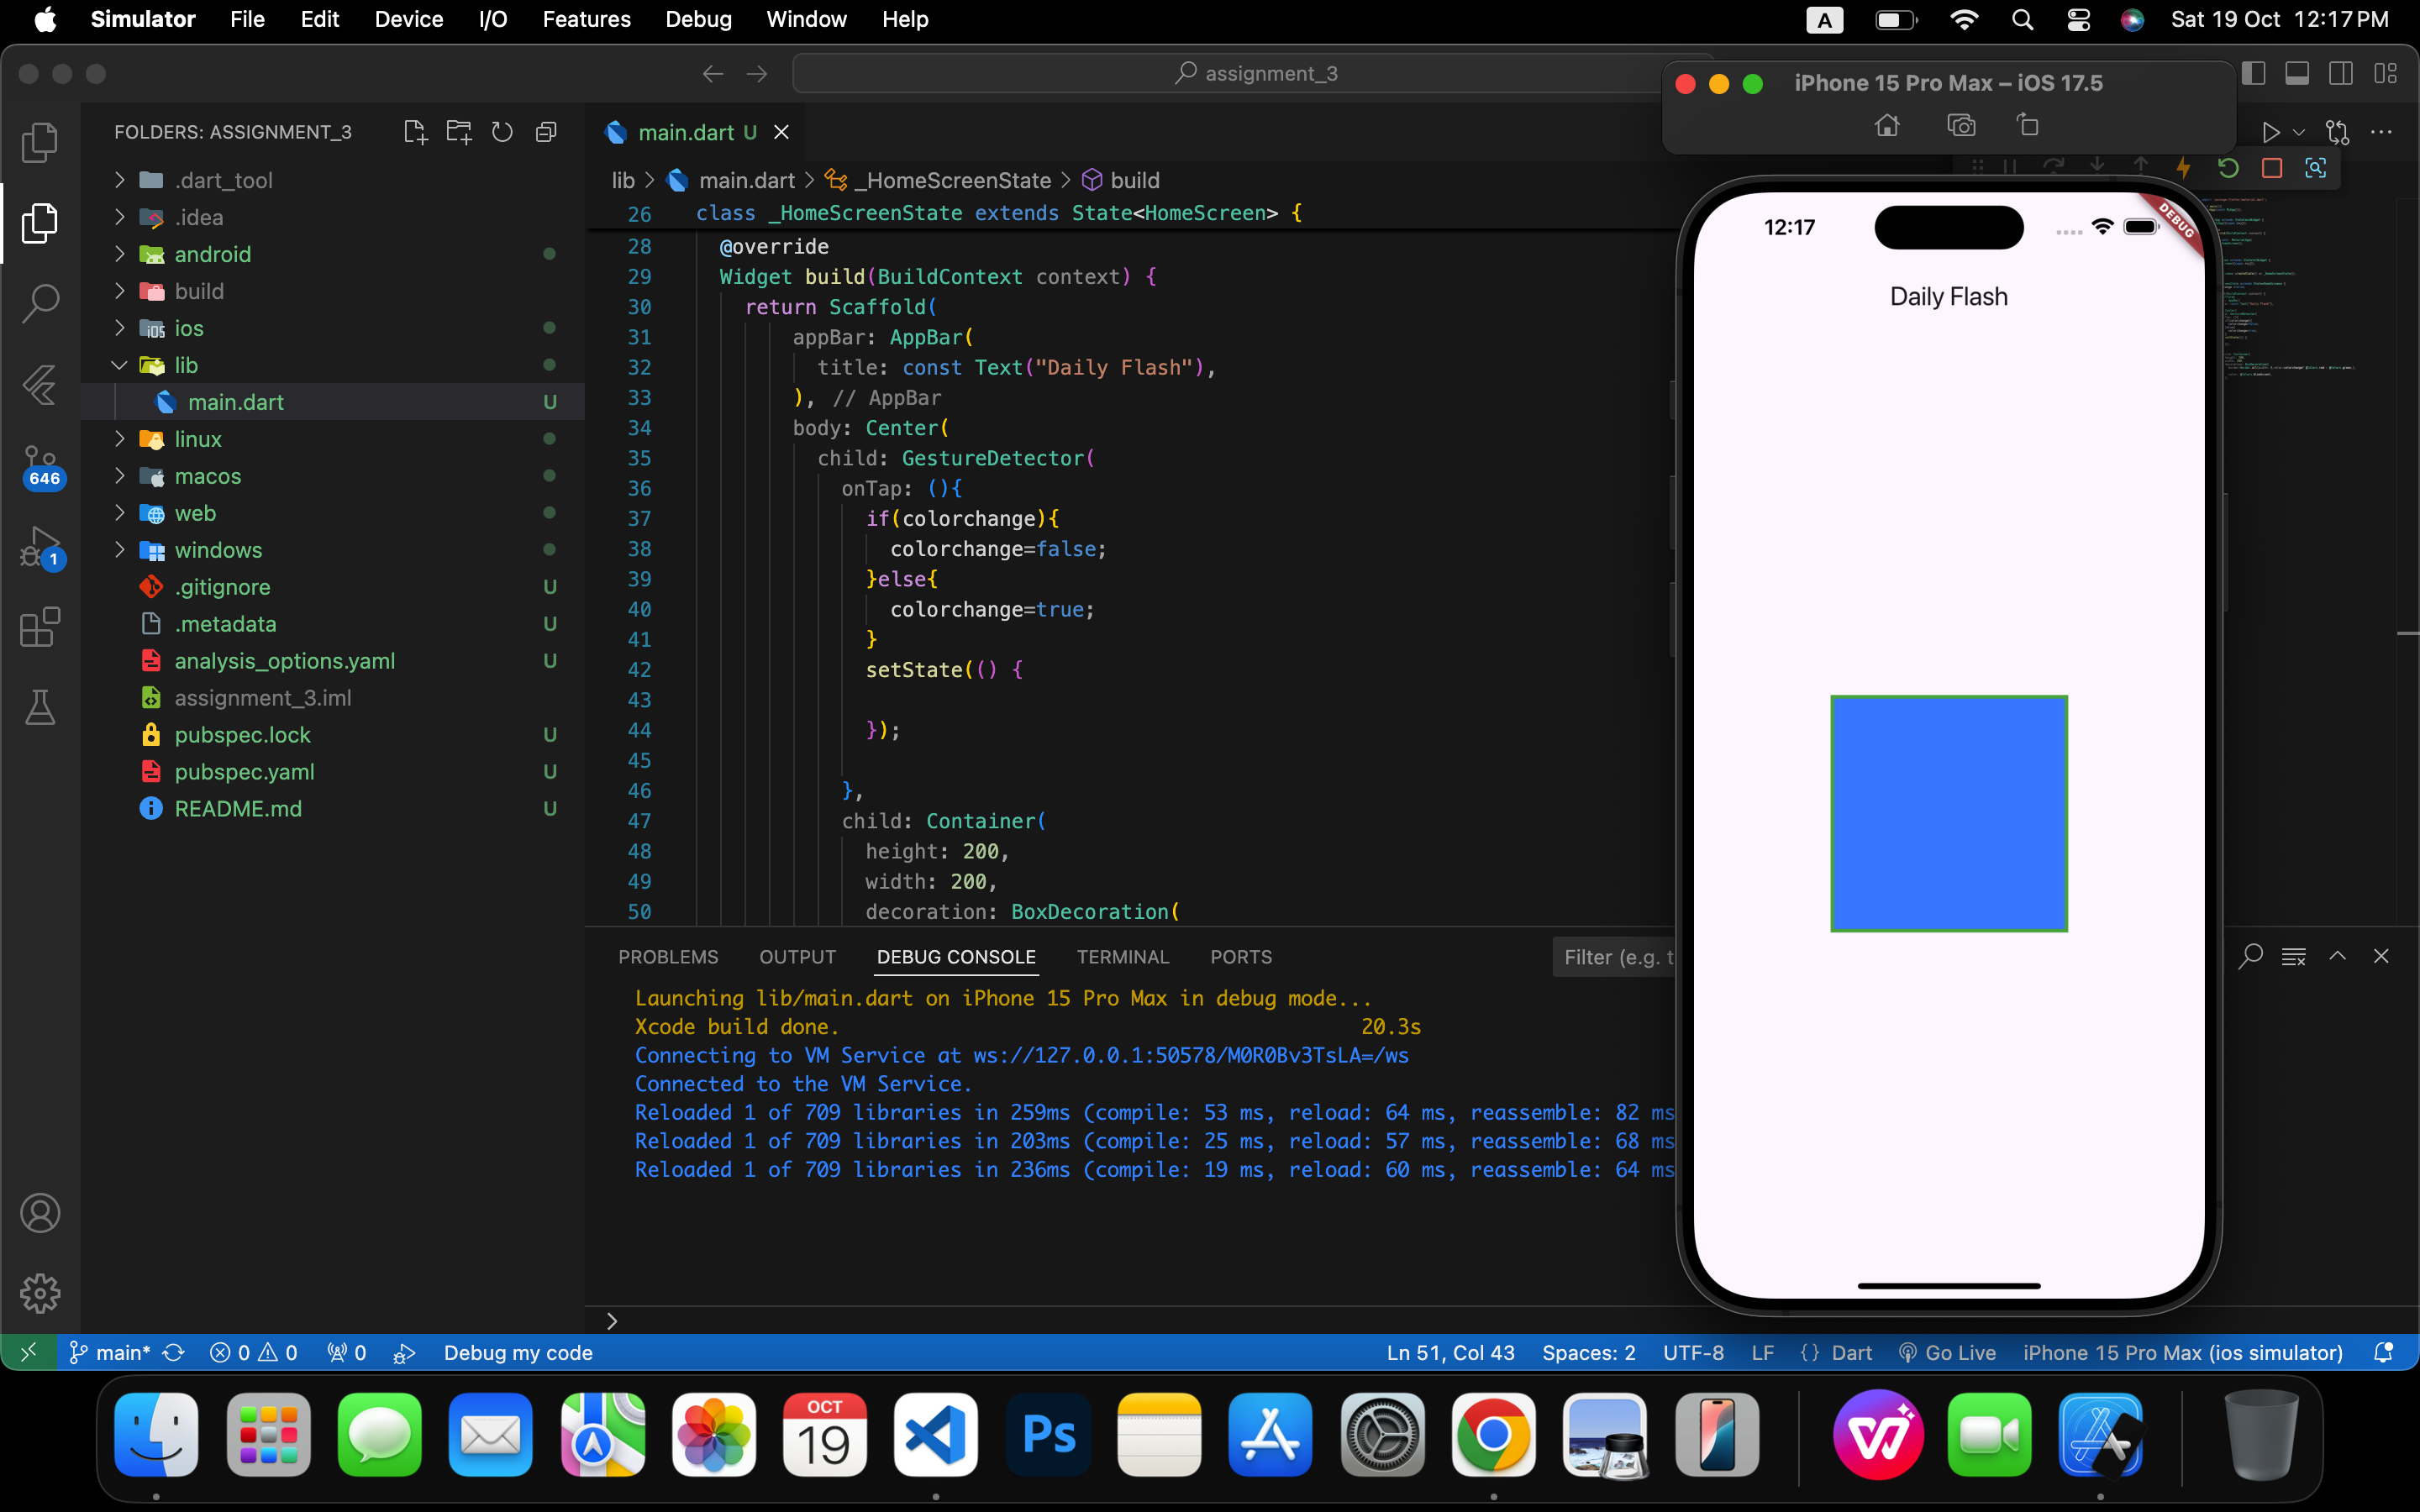 Simulator File Edit Device I/O Features Debug Window Help
A Sat 19 Oct 12:17 PM
assignment_3
iPhone 15 Pro Max – iOS 17.5
FOLDERS: ASSIGNMENT_3
.dart_tool
.idea
android
build
ios
lib
main.dart U
linux
macos
web
windows
.gitignore U
.metadata U
analysis_options.yaml U
assignment_3.iml
pubspec.lock U
pubspec.yaml U
README.md U
646
1
main.dart U
lib > main.dart > _HomeScreenState > build
26 class _HomeScreenState extends State<HomeScreen> {
28 @override
29 Widget build(BuildContext context) {
30 return Scaffold(
31 appBar: AppBar(
32 title: const Text("Daily Flash"),
33 ), // AppBar
34 body: Center(
35 child: GestureDetector(
36 onTap: (){
37 if(colorchange){
38 colorchange=false;
39 }else{
40 colorchange=true;
41 }
42 setState(() {
43
44 });
45
46 },
47 child: Container(
48 height: 200,
49 width: 200,
50 decoration: BoxDecoration(
PROBLEMS OUTPUT DEBUG CONSOLE TERMINAL PORTS
Filter (e.g. t
Launching lib/main.dart on iPhone 15 Pro Max in debug mode...
Xcode build done. 20.3s
Connecting to VM Service at ws://127.0.0.1:50578/M0R0Bv3TsLA=/ws
Connected to the VM Service.
Reloaded 1 of 709 libraries in 259ms (compile: 53 ms, reload: 64 ms, reassemble: 82 ms
Reloaded 1 of 709 libraries in 203ms (compile: 25 ms, reload: 57 ms, reassemble: 68 ms
Reloaded 1 of 709 libraries in 236ms (compile: 19 ms, reload: 60 ms, reassemble: 64 ms
12:17
DEBUG
Daily Flash
main* 0 0 0 Debug my code
Ln 51, Col 43 Spaces: 2 UTF-8 LF {} Dart Go Live iPhone 15 Pro Max (ios simulator)
OCT
19
Ps